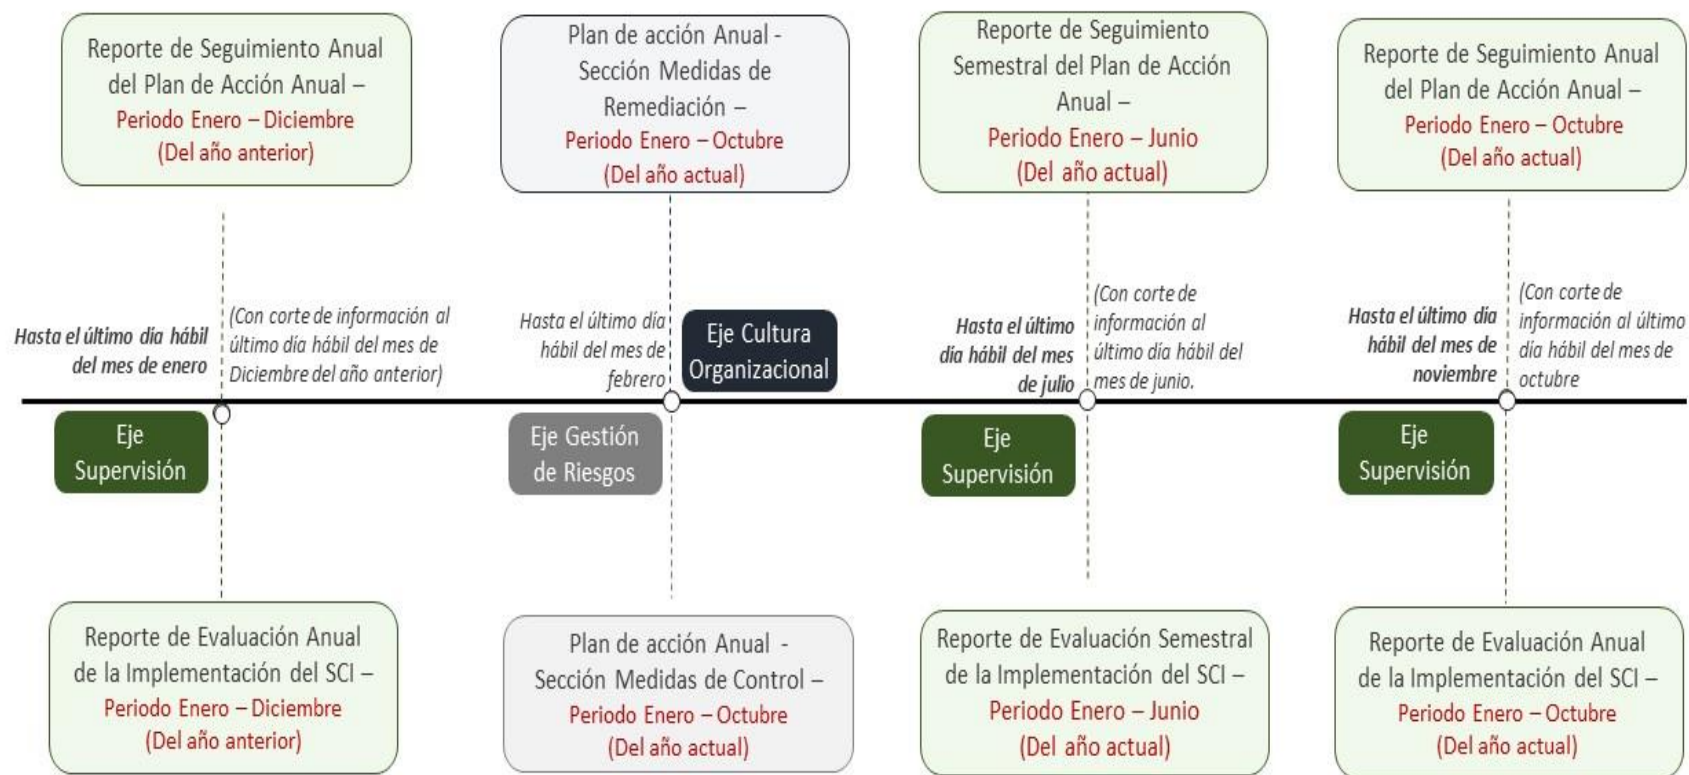 Reporte de Seguimiento Anual
del Plan de Acción Anual –
Periodo Enero – Diciembre
(Del año anterior)
Plan de acción Anual -
Sección Medidas de
Remediación –
Periodo Enero – Octubre
(Del año actual)
Reporte de Seguimiento
Semestral del Plan de Acción
Anual –
Periodo Enero – Junio
(Del año actual)
Reporte de Seguimiento Anual
del Plan de Acción Anual –
Periodo Enero – Octubre
(Del año actual)
Hasta el último día hábil
del mes de enero
(Con corte de información al
último día hábil del mes de
Diciembre del año anterior)
Hasta el último día
hábil del mes de
febrero
Eje Cultura
Organizacional
Hasta el último
día hábil del mes
de julio
(Con corte de
información al
último día hábil del
mes de junio.
Hasta el último día
hábil del mes de
noviembre
(Con corte de
información al último
día hábil del mes de
octubre
Eje
Supervisión
Eje Gestión
de Riesgos
Eje
Supervisión
Eje
Supervisión
Reporte de Evaluación Anual
de la Implementación del SCI –
Periodo Enero – Diciembre
(Del año anterior)
Plan de acción Anual -
Sección Medidas de Control –
Periodo Enero – Octubre
(Del año actual)
Reporte de Evaluación Semestral
de la Implementación del SCI –
Periodo Enero – Junio
(Del año actual)
Reporte de Evaluación Anual
de la Implementación del SCI –
Periodo Enero – Octubre
(Del año actual)